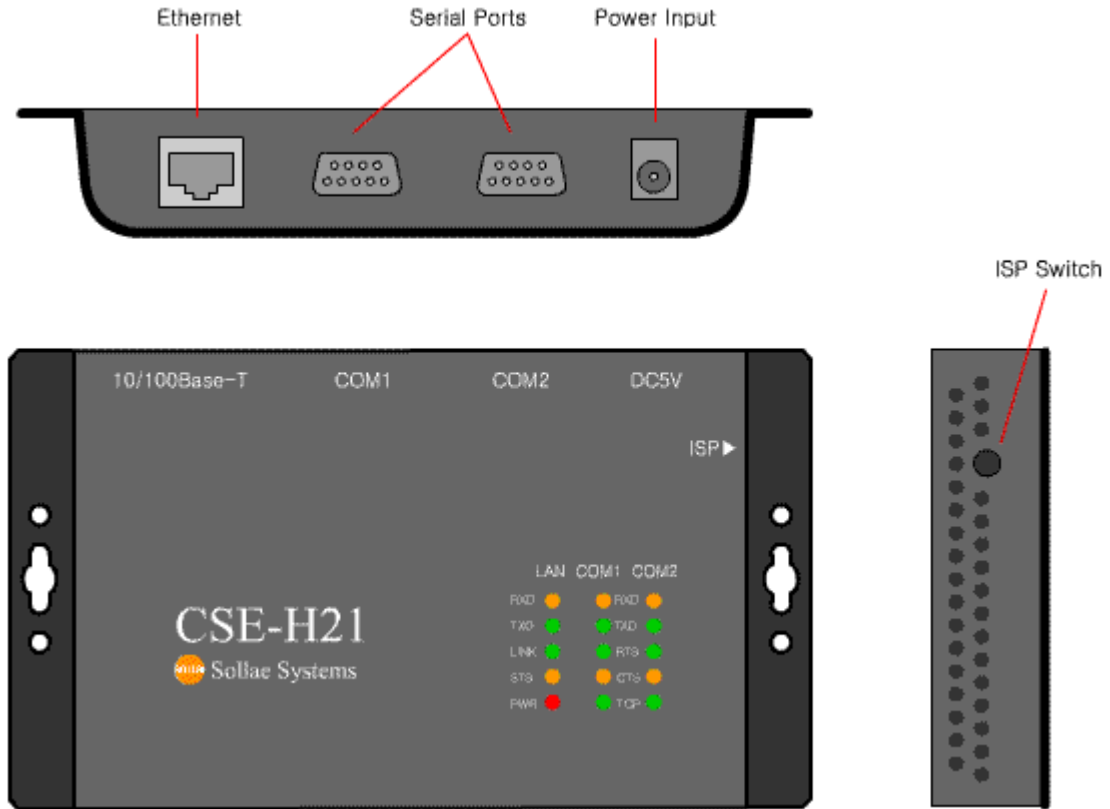 Ethernet Serial Ports Power Input
ISP Switch
10/100Base-T COM1 COM2 DC5V
ISP▶
LAN COM1 COM2
RXD RXD
TXD TXD
LINK RTS
STS CTS
PWR TCP
CSE-H21
Sollae Systems